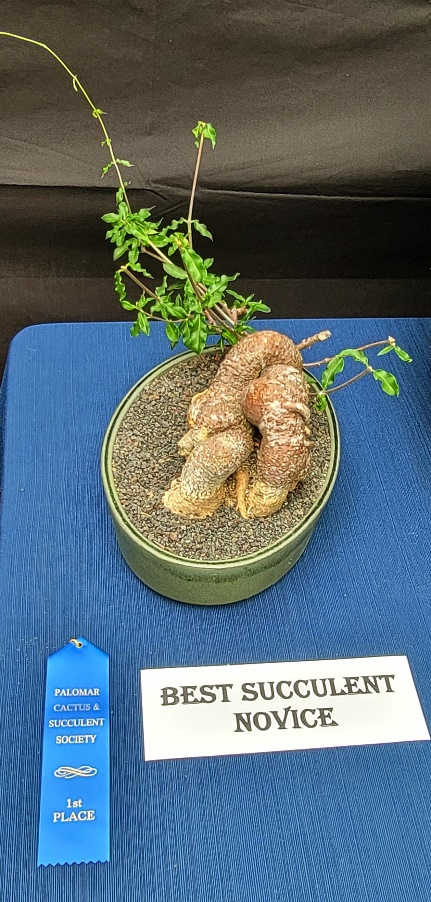 BEST SUCCULENT
NOVICE
PALOMAR
CACTUS &
SUCCULENT
SOCIETY
1st
PLACE